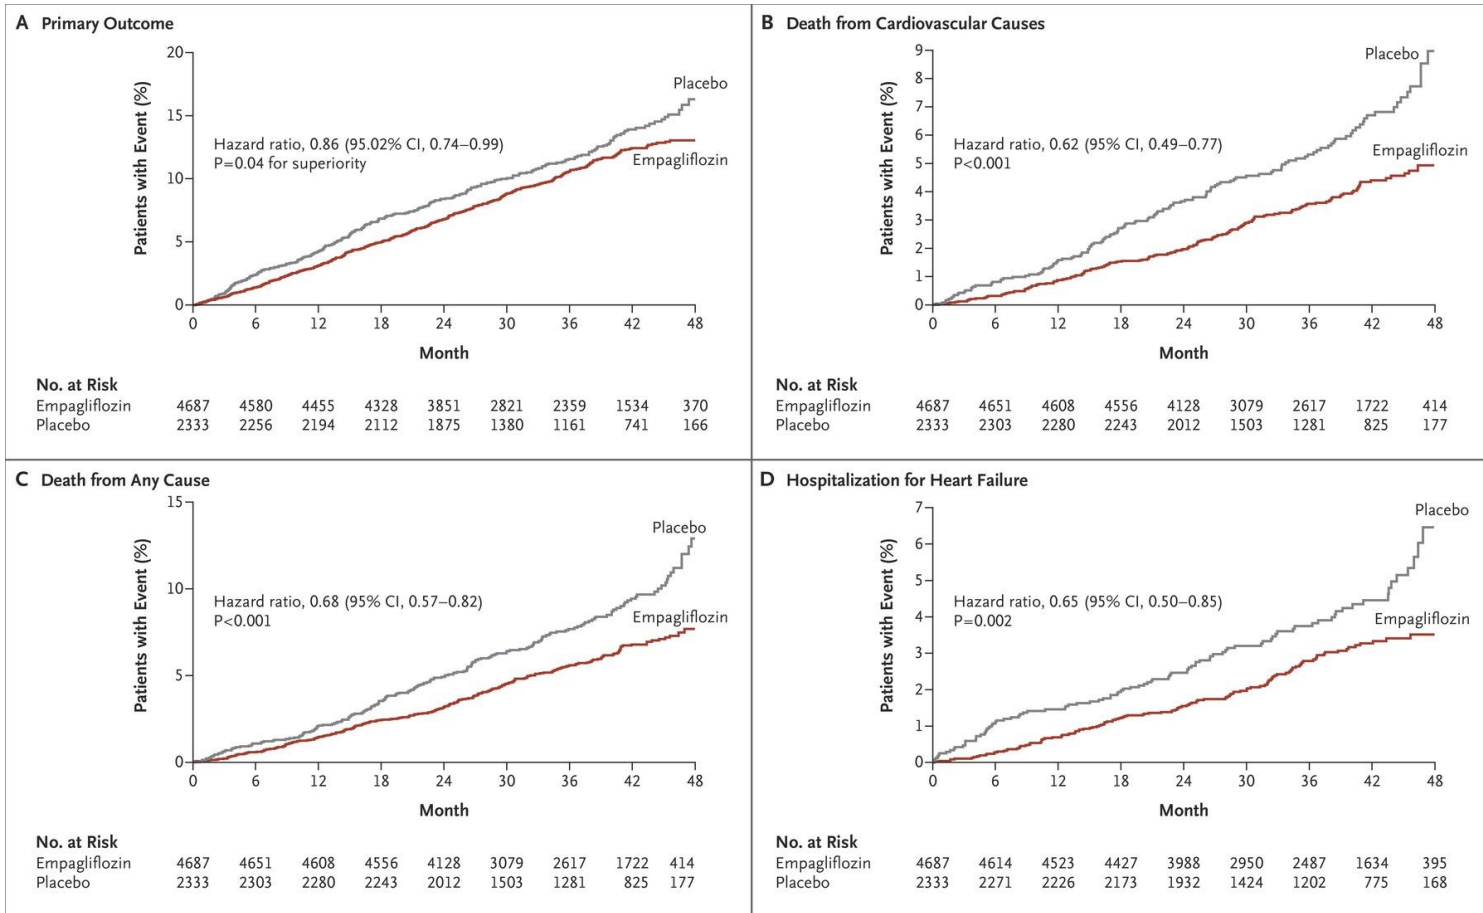 A Primary Outcome
Patients with Event (%)
20
15
10
5
0
Placebo
Hazard ratio, 0.86 (95.02% CI, 0.74–0.99)
P=0.04 for superiority
Empagliflozin
0 6 12 18 24 30 36 42 48
Month
No. at Risk
Empagliflozin 4687 4580 4455 4328 3851 2821 2359 1534 370
Placebo 2333 2256 2194 2112 1875 1380 1161 741 166
B Death from Cardiovascular Causes
Patients with Event (%)
9
8
7
6
5
4
3
2
1
0
Placebo
Hazard ratio, 0.62 (95% CI, 0.49–0.77)
P<0.001
Empagliflozin
0 6 12 18 24 30 36 42 48
Month
No. at Risk
Empagliflozin 4687 4651 4608 4556 4128 3079 2617 1722 414
Placebo 2333 2303 2280 2243 2012 1503 1281 825 177
C Death from Any Cause
Patients with Event (%)
15
10
5
0
Placebo
Hazard ratio, 0.68 (95% CI, 0.57–0.82)
P<0.001
Empagliflozin
0 6 12 18 24 30 36 42 48
Month
No. at Risk
Empagliflozin 4687 4651 4608 4556 4128 3079 2617 1722 414
Placebo 2333 2303 2280 2243 2012 1503 1281 825 177
D Hospitalization for Heart Failure
Patients with Event (%)
7
6
5
4
3
2
1
0
Placebo
Hazard ratio, 0.65 (95% CI, 0.50–0.85)
P=0.002
Empagliflozin
0 6 12 18 24 30 36 42 48
Month
No. at Risk
Empagliflozin 4687 4614 4523 4427 3988 2950 2487 1634 395
Placebo 2333 2271 2226 2173 1932 1424 1202 775 168